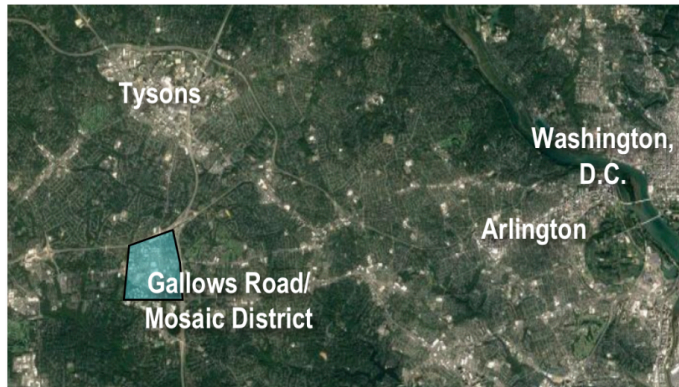 Tysons
Washington,
D.C.
Arlington
Gallows Road/
Mosaic District